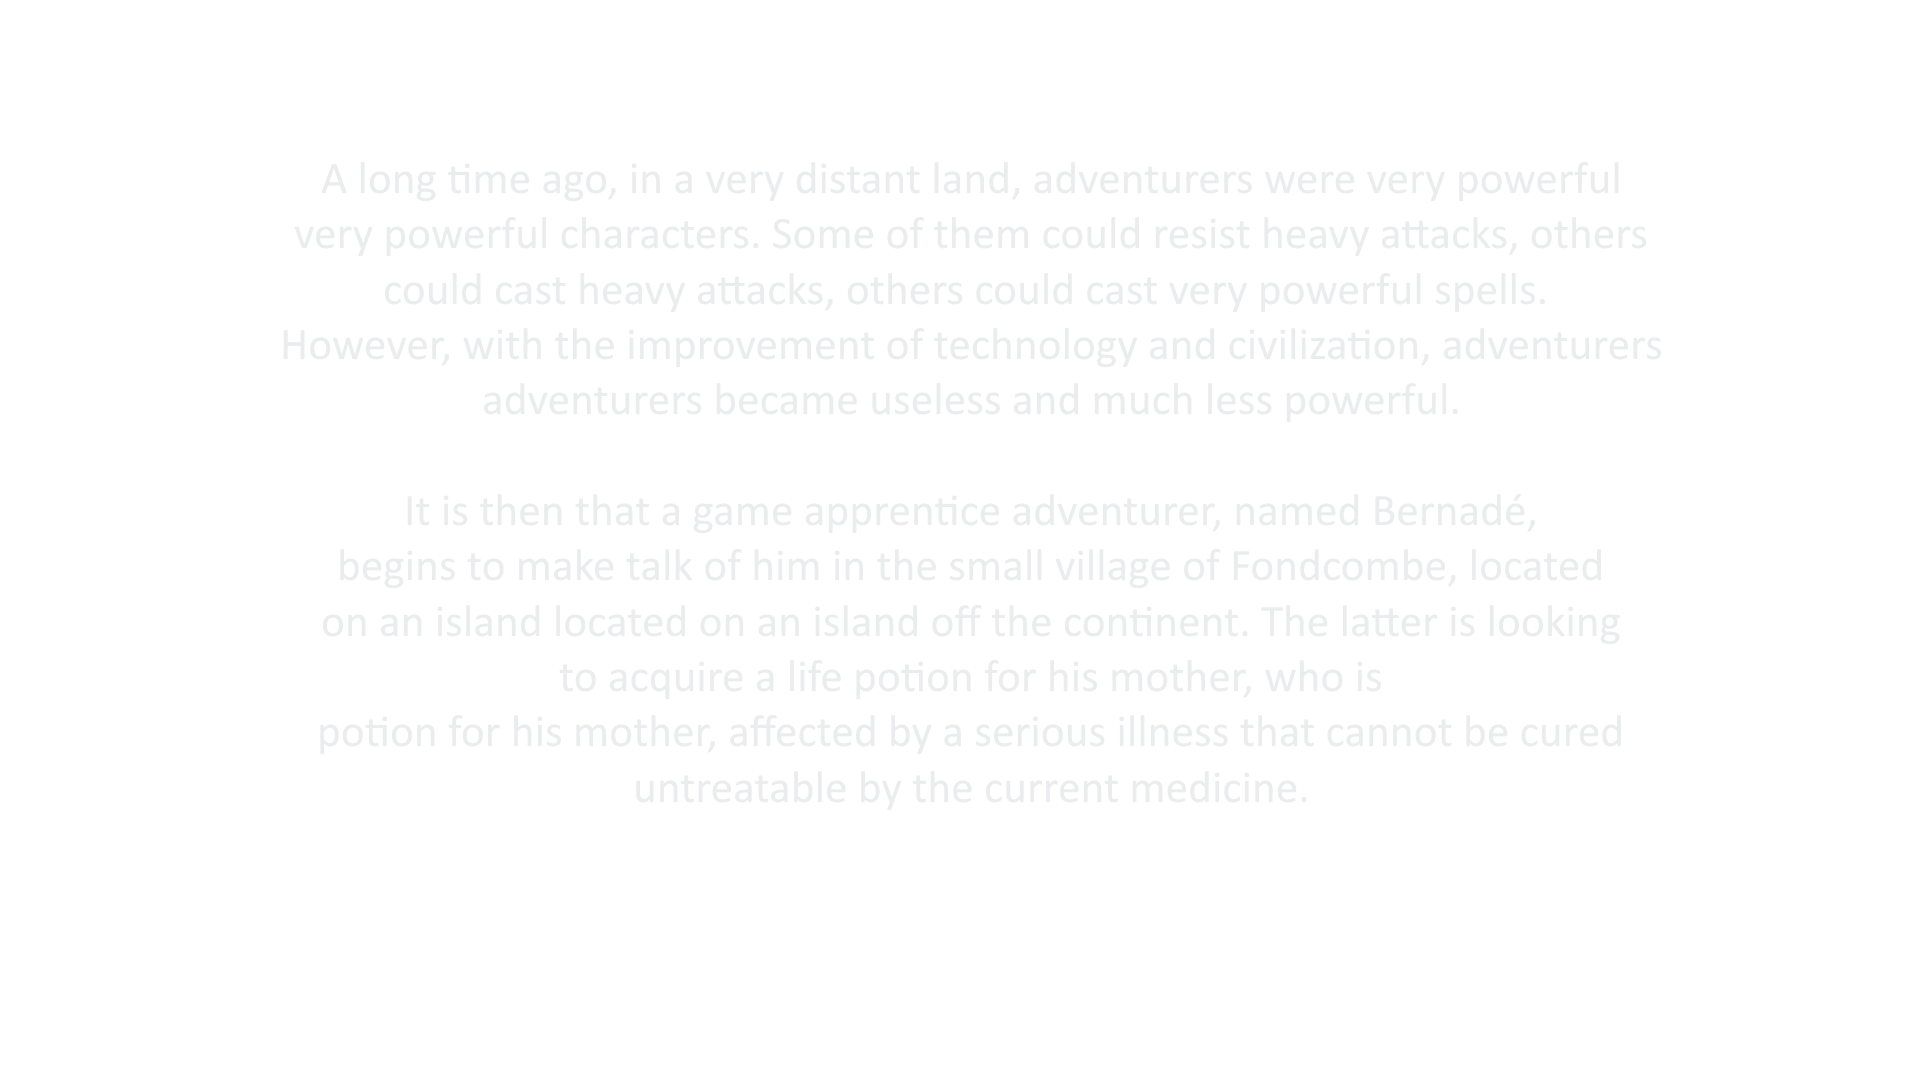 A long time ago, in a very distant land, adventurers were very powerful
very powerful characters. Some of them could resist heavy attacks, others
could cast heavy attacks, others could cast very powerful spells.
However, with the improvement of technology and civilization, adventurers
adventurers became useless and much less powerful.
It is then that a game apprentice adventurer, named Bernadé,
begins to make talk of him in the small village of Fondcombe, located
on an island located on an island off the continent. The latter is looking
to acquire a life potion for his mother, who is
potion for his mother, affected by a serious illness that cannot be cured
untreatable by the current medicine.